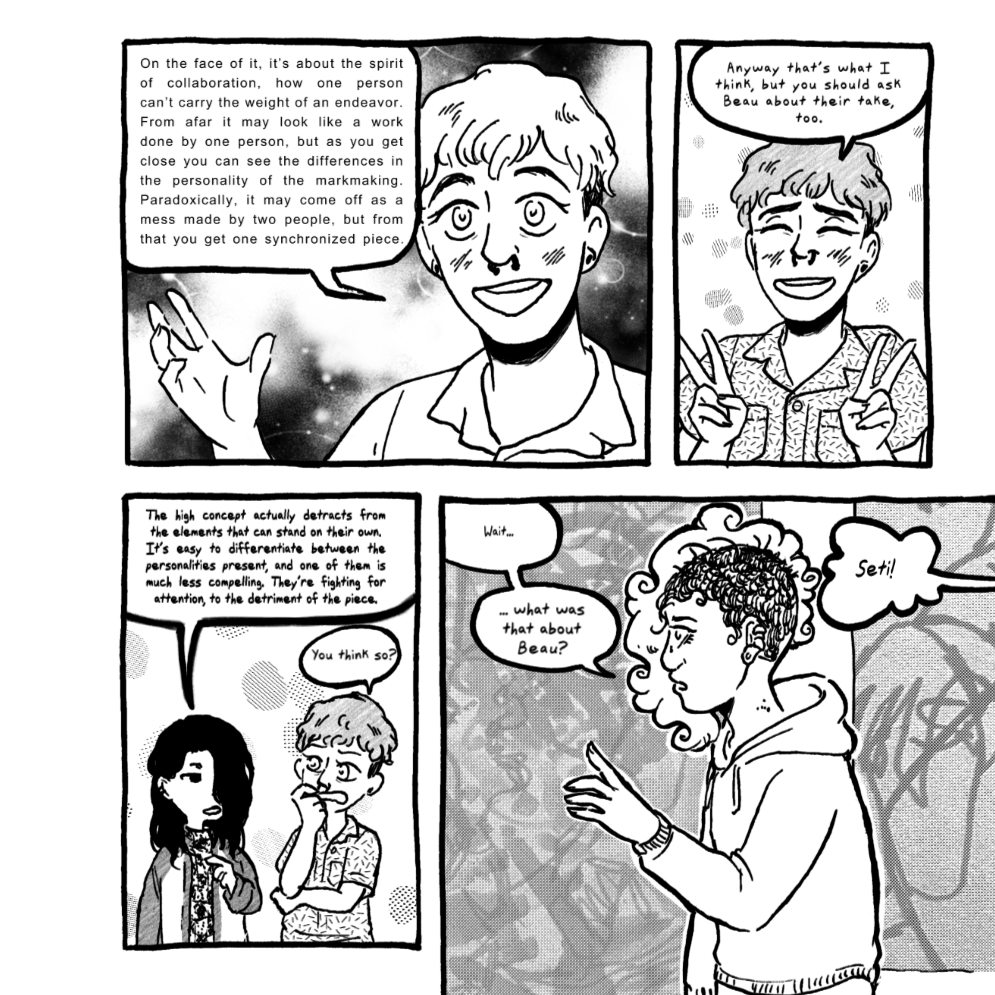 On the face of it, it's about the spirit
of collaboration, how one person
can't carry the weight of an endeavor.
From afar it may look like a work
done by one person, but as you get
close you can see the differences in
the personality of the markmaking.
Paradoxically, it may come off as a
mess made by two people, but from
that you get one synchronized piece.
Anyway that's what I
think, but you should ask
Beau about their take,
too.
The high concept actually detracts from
the elements that can stand on their own.
It's easy to differentiate between the
personalities present, and one of them is
much less compelling. They're fighting for
attention, to the detriment of the piece.
You think so?
Wait...
... what was
that about
Beau?
Seti!